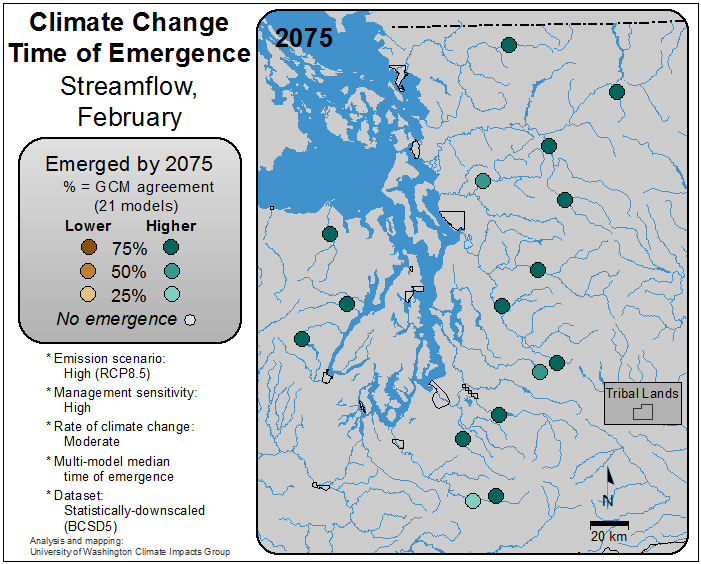 Climate Change
Time of Emergence
Streamflow,
February
Emerged by 2075
% = GCM agreement
(21 models)
Lower Higher
75%
50%
25%
No emergence
* Emission scenario:
High (RCP8.5)
* Management sensitivity:
High
* Rate of climate change:
Moderate
* Multi-model median
time of emergence
* Dataset:
Statistically-downscaled
(BCSD5)
Analysis and mapping:
University of Washington Climate Impacts Group
2075
Tribal Lands
N
20 km